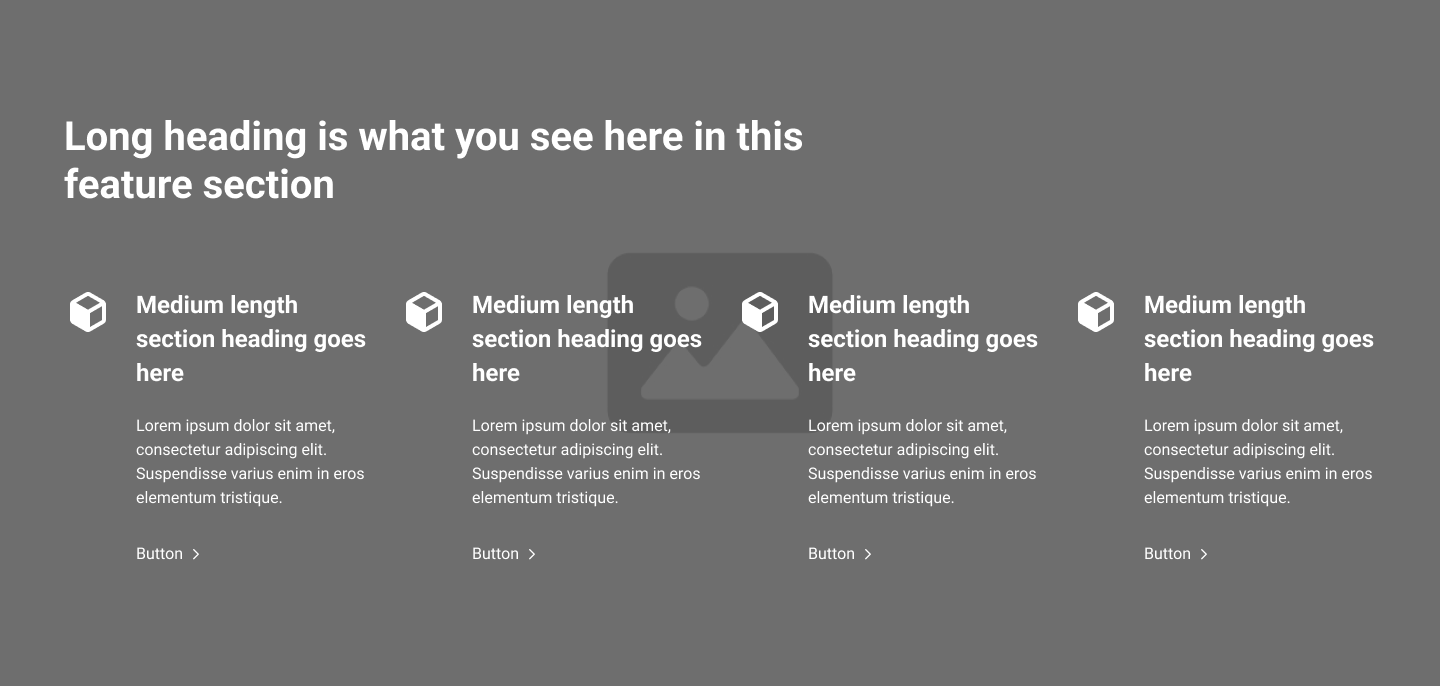 Long heading is what you see here in this
feature section
Medium length
section heading goes
here
Lorem ipsum dolor sit amet,
consectetur adipiscing elit.
Suspendisse varius enim in eros
elementum tristique.
Button
Medium length
section heading goes
here
Lorem ipsum dolor sit amet,
consectetur adipiscing elit.
Suspendisse varius enim in eros
elementum tristique.
Button
Medium length
section heading goes
here
Lorem ipsum dolor sit amet,
consectetur adipiscing elit.
Suspendisse varius enim in eros
elementum tristique.
Button
Medium length
section heading goes
here
Lorem ipsum dolor sit amet,
consectetur adipiscing elit.
Suspendisse varius enim in eros
elementum tristique.
Button